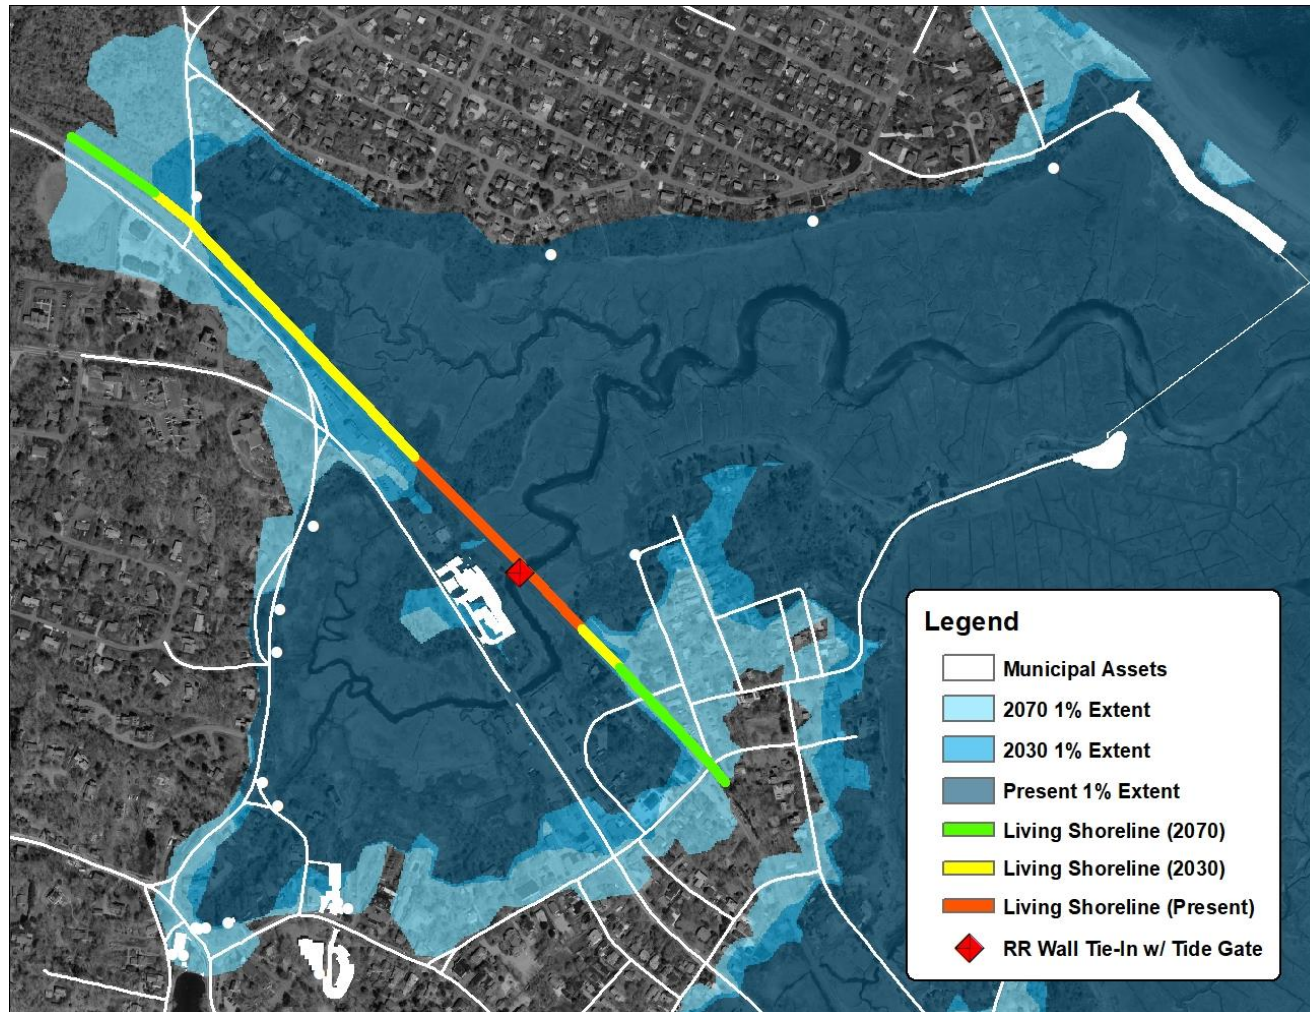 Legend
Municipal Assets
2070 1% Extent
2030 1% Extent
Present 1% Extent
Living Shoreline (2070)
Living Shoreline (2030)
Living Shoreline (Present)
RR Wall Tie-In w/ Tide Gate